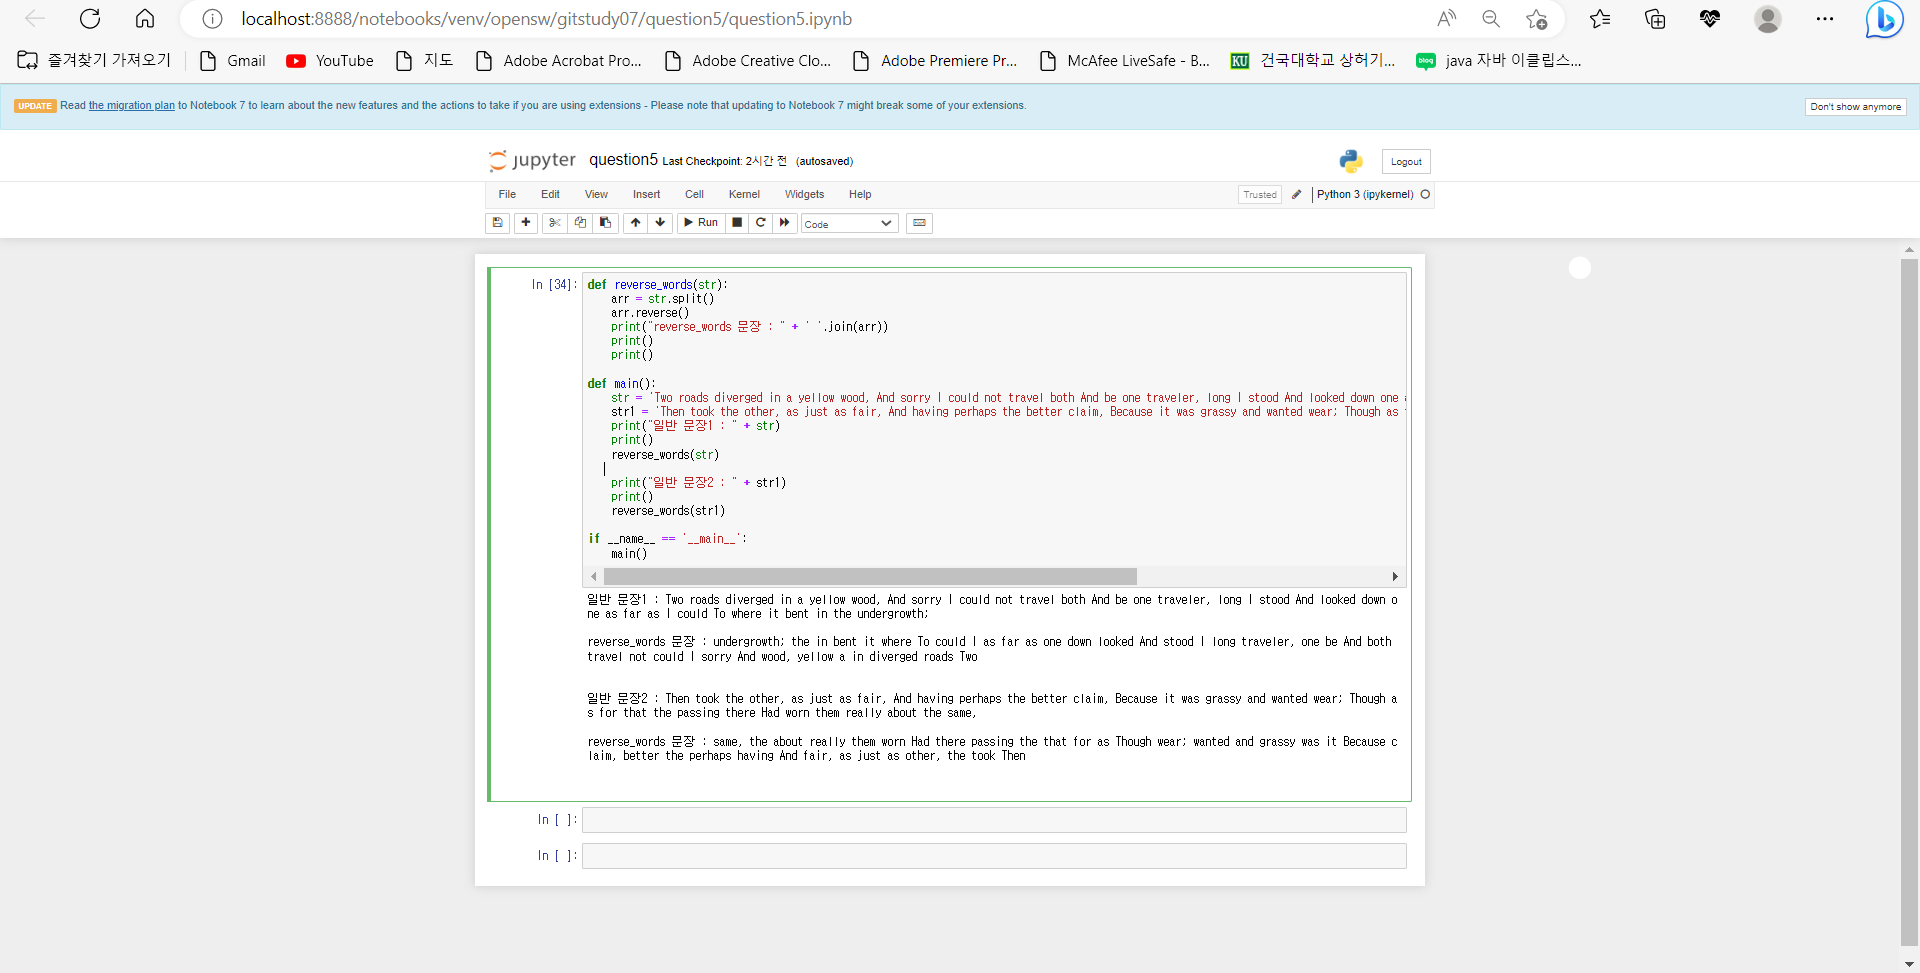 localhost:8888/notebooks/venv/opensw/gitstudy07/question5/question5.ipynb
즐겨찾기 가져오기 Gmail YouTube 지도 Adobe Acrobat Pro... Adobe Creative Clo... Adobe Premiere Pr... McAfee LiveSafe - B... KU 건국대학교 상허기... blog java 자바 이클립스...
UPDATE Read the migration plan to Notebook 7 to learn about the new features and the actions to take if you are using extensions - Please note that updating to Notebook 7 might break some of your extensions. Don't show anymore
jupyter question5 Last Checkpoint: 2시간 전 (autosaved) Logout
File Edit View Insert Cell Kernel Widgets Help Trusted Python 3 (ipykernel)
Run Code
In [34]: def reverse_words(str):
arr = str.split()
arr.reverse()
print("reverse_words 문장 : " + ' '.join(arr))
print()
print()
def main():
str = 'Two roads diverged in a yellow wood, And sorry I could not travel both And be one traveler, long I stood And looked down one
str1 = 'Then took the other, as just as fair, And having perhaps the better claim, Because it was grassy and wanted wear; Though as
print("일반 문장1 : " + str)
print()
reverse_words(str)
print("일반 문장2 : " + str1)
print()
reverse_words(str1)
if __name__ == '__main__':
main()
일반 문장1 : Two roads diverged in a yellow wood, And sorry I could not travel both And be one traveler, long I stood And looked down o
ne as far as I could To where it bent in the undergrowth;
reverse_words 문장 : undergrowth; the in bent it where To could I as far as one down looked And stood I long traveler, one be And both
travel not could I sorry And wood, yellow a in diverged roads Two
일반 문장2 : Then took the other, as just as fair, And having perhaps the better claim, Because it was grassy and wanted wear; Though a
s for that the passing there Had worn them really about the same,
reverse_words 문장 : same, the about really them worn Had there passing the that for as Though wear; wanted and grassy was it Because c
laim, better the perhaps having And fair, as just as other, the took Then
In [ ]:
In [ ]: